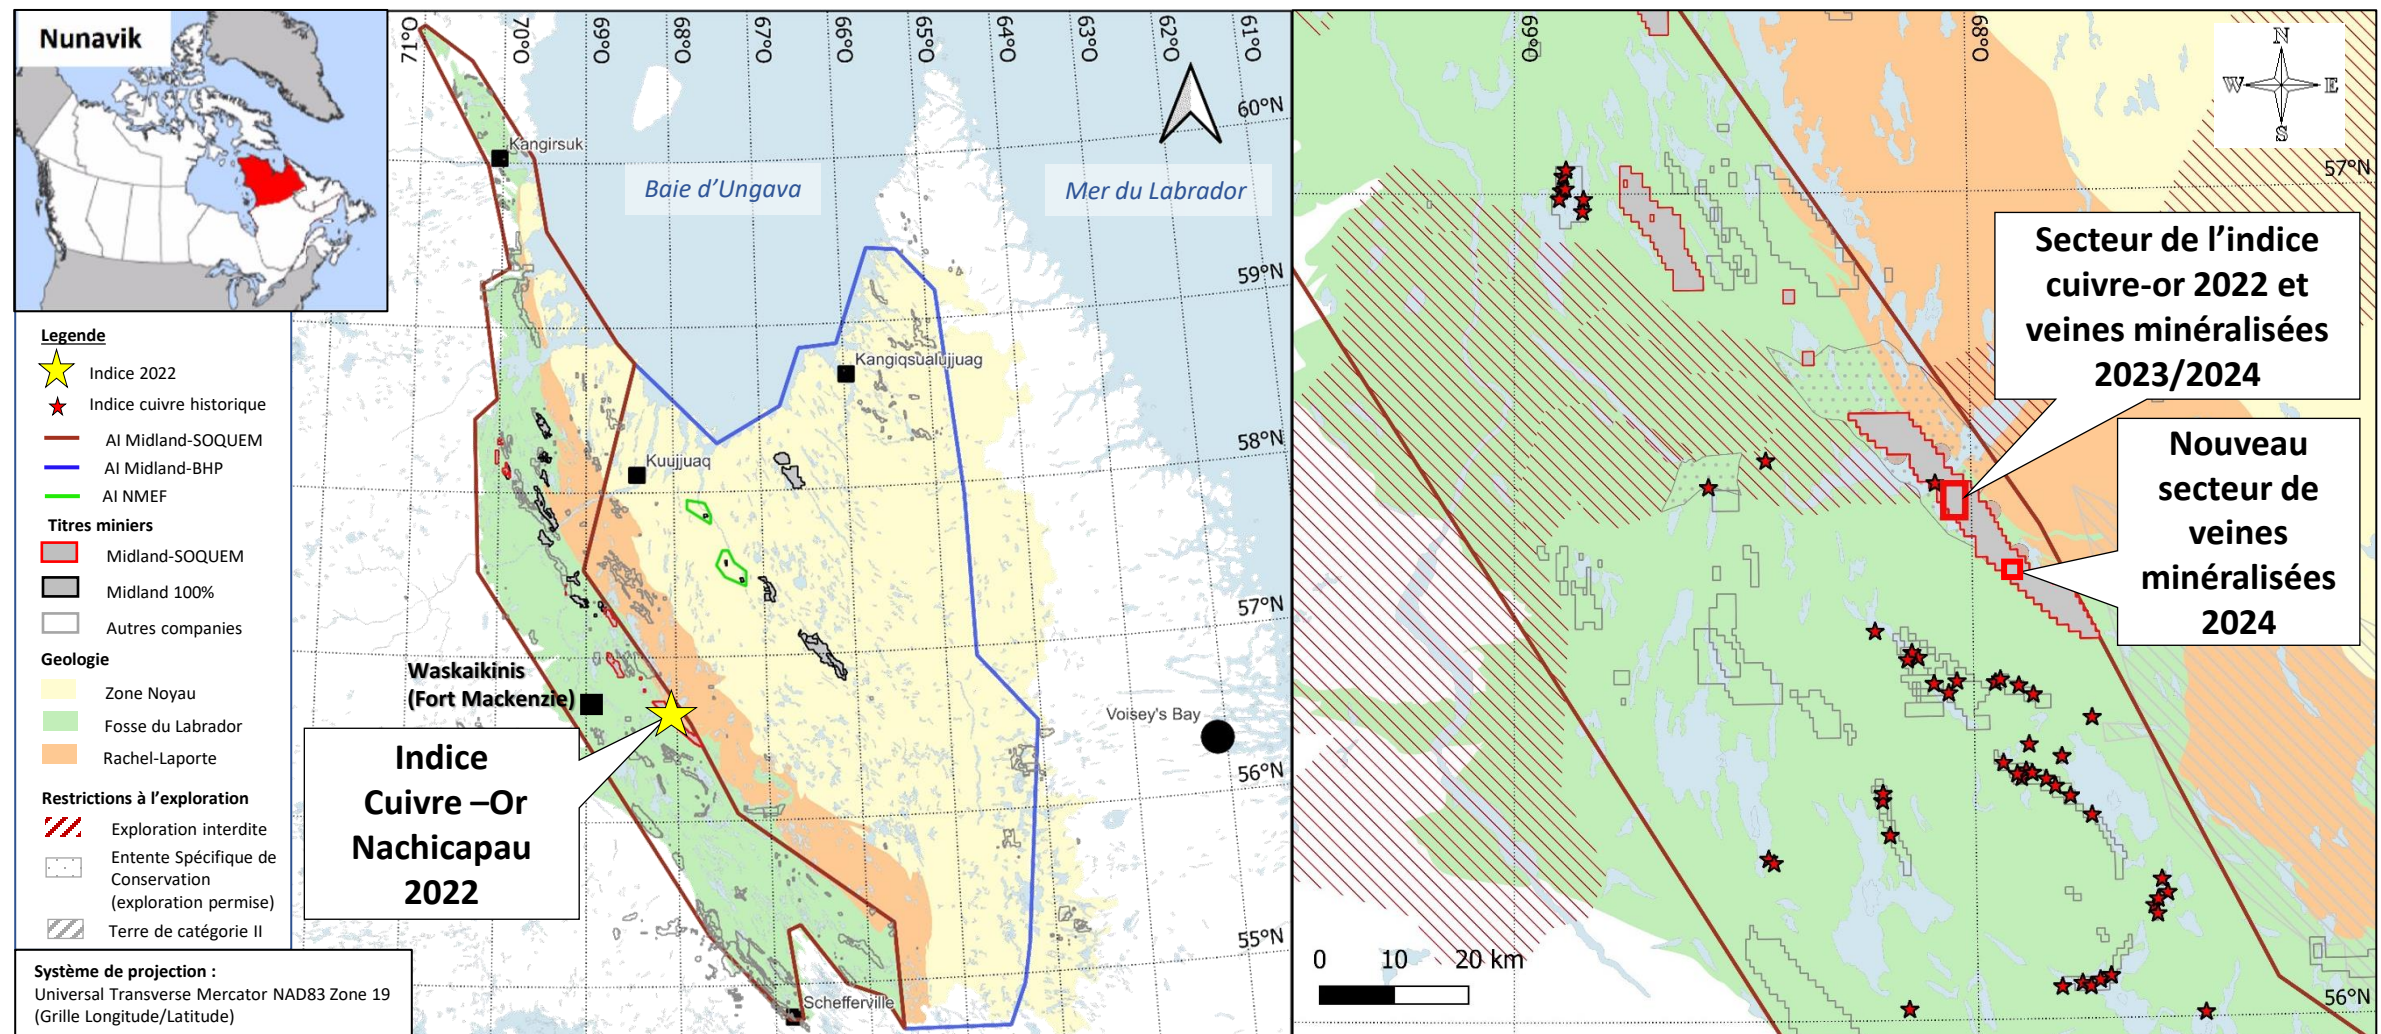 Nunavik
Legende
Indice 2022
Indice cuivre historique
AI Midland-SOQUEM
AI Midland-BHP
AI NMEF
Titres miniers
Midland-SOQUEM
Midland 100%
Autres companies
Geologie
Zone Noyau
Fosse du Labrador
Rachel-Laporte
Restrictions à l'exploration
Exploration interdite
Entente Spécifique de
Conservation
(exploration permise)
Terre de catégorie II
Système de projection :
Universal Transverse Mercator NAD83 Zone 19
(Grille Longitude/Latitude)
71°O
70°O
69°O
68°O
67°O
66°O
65°O
64°O
63°O
62°O
61°O
60°N
59°N
58°N
57°N
56°N
55°N
Kangirsuk
Baie d'Ungava
Mer du Labrador
Kangiqsualujjuaq
Kuujjuaq
Waskaikinis
(Fort Mackenzie)
Voisey's Bay
Indice
Cuivre –Or
Nachicapau
2022
Schefferville
69°O
68°O
N
W
E
S
57°N
Secteur de l'indice
cuivre-or 2022 et
veines minéralisées
2023/2024
Nouveau
secteur de
veines
minéralisées
2024
0 10 20 km
56°N